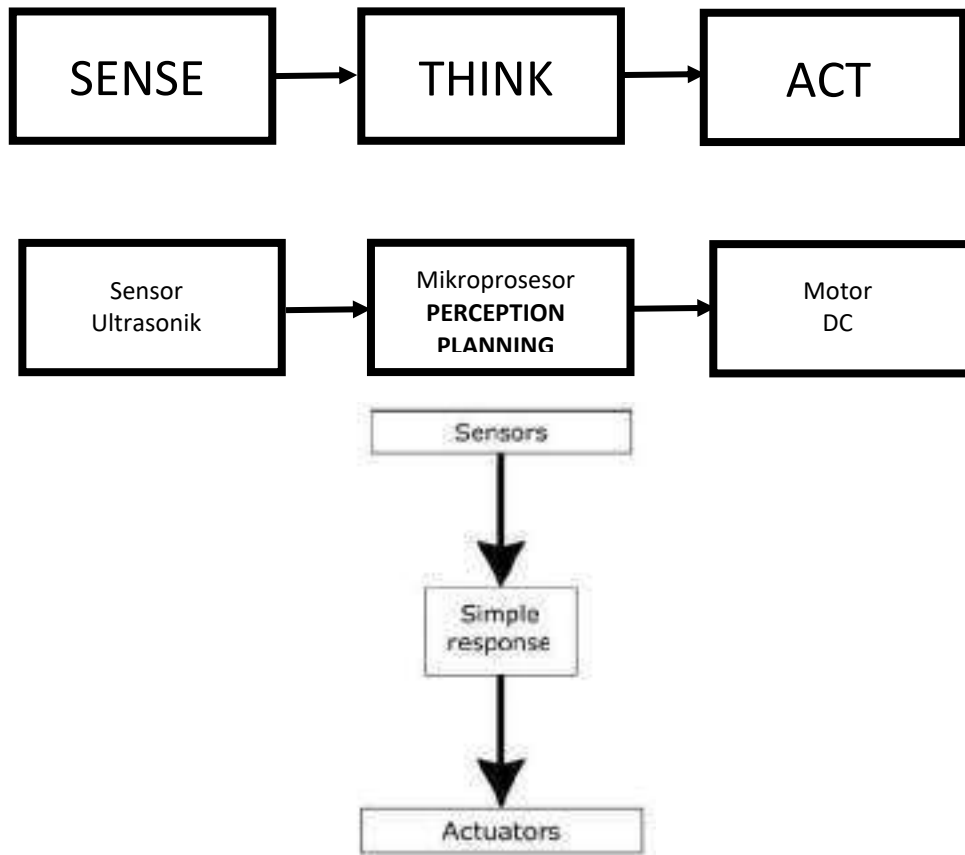 SENSE
THINK
ACT
Sensor
Ultrasonik
Mikroprosesor
PERCEPTION
PLANNING
Motor
DC
Sensors
Simple
response
Actuators